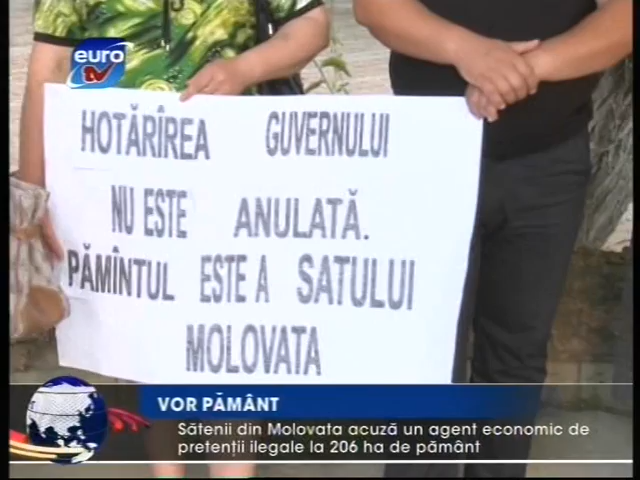 euro
tv
HOTĂRÎREA GUVERNULUI
NU ESTE ANULATĂ.
PĂMÎNTUL ESTE A SATULUI
MOLOVATA
VOR PĂMÂNT
Sătenii din Molovata acuză un agent economic de
pretenții ilegale la 206 ha de pământ